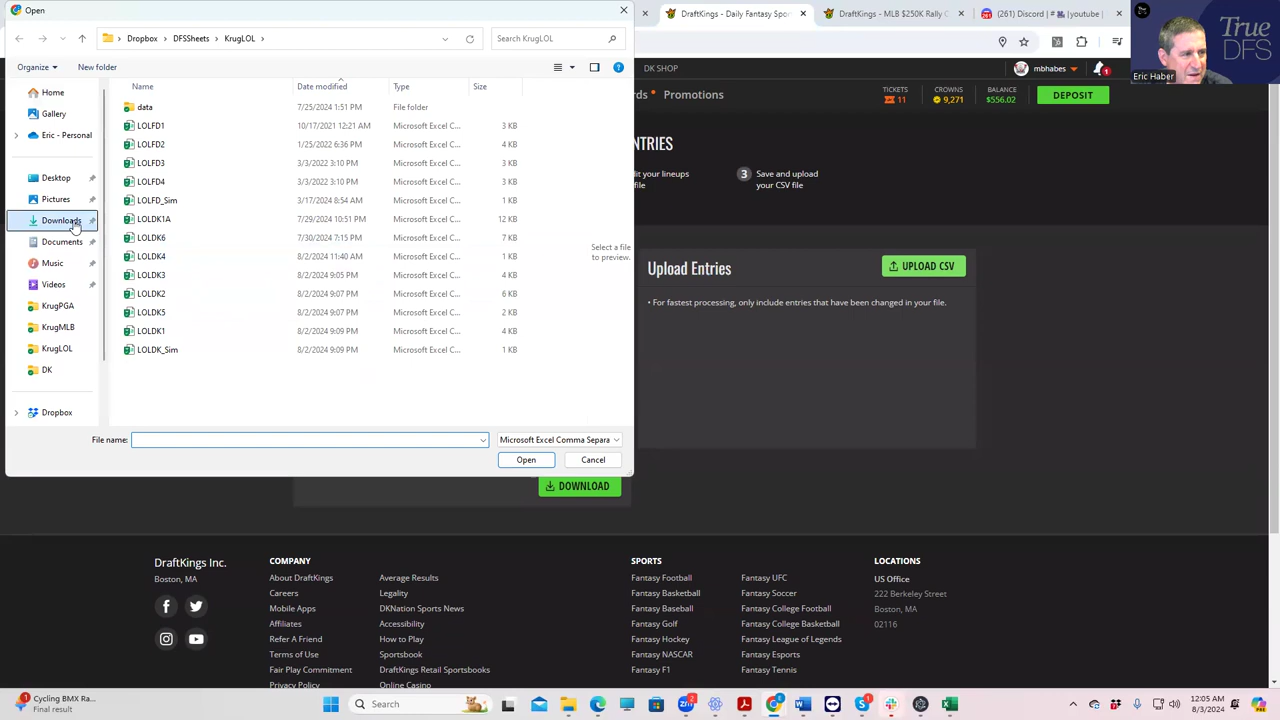 Open
DraftKings - Daily Fantasy Sport
DraftKings - MLB $250K Rally C
(261) Discord | # | youtube |
Dropbox
DFSSheets
KrugLOL
Search KrugLOL
Organize
New folder
Home
Gallery
Eric - Personal
Desktop
Pictures
Downloads
Documents
Music
Videos
KrugPGA
KrugMLB
KrugLOL
DK
Dropbox
Name Date modified Type Size
data 7/25/2024 1:51 PM File folder
LOLFD1 10/17/2021 12:21 AM Microsoft Excel C... 3 KB
LOLFD2 1/25/2022 6:36 PM Microsoft Excel C... 4 KB
LOLFD3 3/3/2022 3:10 PM Microsoft Excel C... 3 KB
LOLFD4 3/3/2022 3:10 PM Microsoft Excel C... 3 KB
LOLFD_Sim 3/17/2024 8:54 AM Microsoft Excel C... 3 KB
LOLDK1A 7/29/2024 10:51 PM Microsoft Excel C... 12 KB
LOLDK6 7/30/2024 7:15 PM Microsoft Excel C... 7 KB
LOLDK4 8/2/2024 11:40 AM Microsoft Excel C... 1 KB
LOLDK3 8/2/2024 9:05 PM Microsoft Excel C... 4 KB
LOLDK2 8/2/2024 9:07 PM Microsoft Excel C... 6 KB
LOLDK5 8/2/2024 9:07 PM Microsoft Excel C... 2 KB
LOLDK1 8/2/2024 9:09 PM Microsoft Excel C... 4 KB
LOLDK_Sim 8/2/2024 9:09 PM Microsoft Excel C... 1 KB
Select a file
to preview.
File name:
Microsoft Excel Comma Separa
Open
Cancel
True
DFS
Eric Haber
DK SHOP
mbhabes
1
ds
Promotions
TICKETS
11
CROWNS
9,271
BALANCE
$556.02
DEPOSIT
ENTRIES
dit your lineups
file
3
Save and upload
your CSV file
Upload Entries
UPLOAD CSV
• For fastest processing, only include entries that have been changed in your file.
DOWNLOAD
DraftKings Inc.
Boston, MA
COMPANY
About DraftKings
Careers
Mobile Apps
Affiliates
Refer A Friend
Terms of Use
Fair Play Commitment
Privacy Policy
Average Results
Legality
DKNation Sports News
Accessibility
How to Play
Sportsbook
DraftKings Retail Sportsbooks
Online Casino
SPORTS
Fantasy Football
Fantasy Basketball
Fantasy Baseball
Fantasy Golf
Fantasy Hockey
Fantasy NASCAR
Fantasy F1
Fantasy UFC
Fantasy Soccer
Fantasy College Football
Fantasy College Basketball
Fantasy League of Legends
Fantasy Esports
Fantasy Tennis
LOCATIONS
US Office
222 Berkeley Street
Boston, MA
02116
1
Cycling BMX Ra...
Final result
Search
2
12:05 AM
8/3/2024